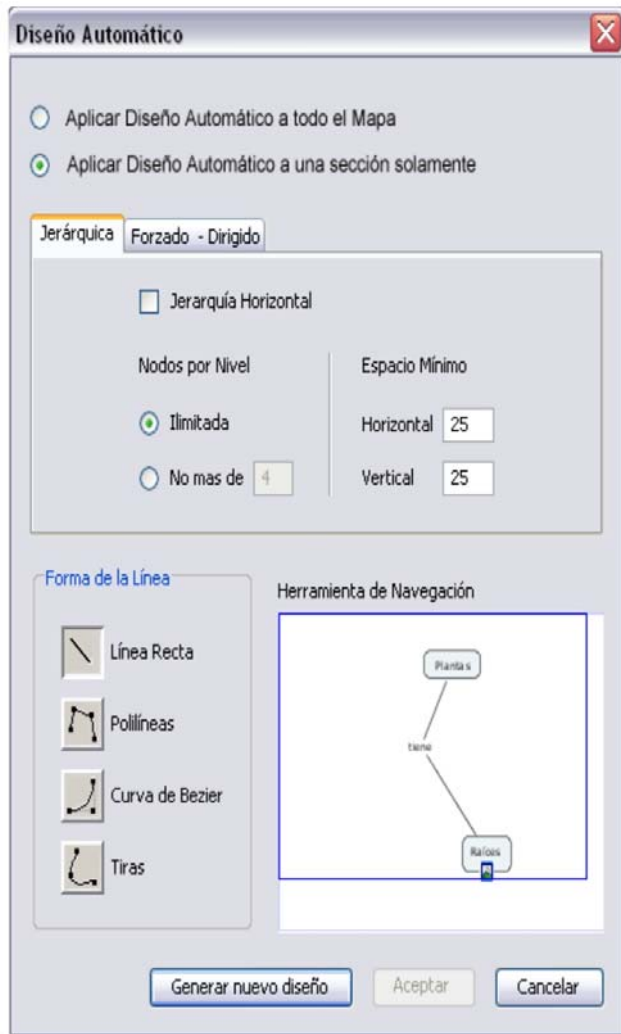 Diseño Automático
Aplicar Diseño Automático a todo el Mapa
Aplicar Diseño Automático a una sección solamente
Jerárquica
Forzado - Dirigido
Jerarquía Horizontal
Nodos por Nivel
Espacio Mínimo
Ilimitada
Horizontal 25
No mas de 4
Vertical 25
Forma de la Línea
Herramienta de Navegación
Línea Recta
Polilíneas
Curva de Bezier
Tiras
Plantas
tiene
Raíces
Generar nuevo diseño
Aceptar
Cancelar